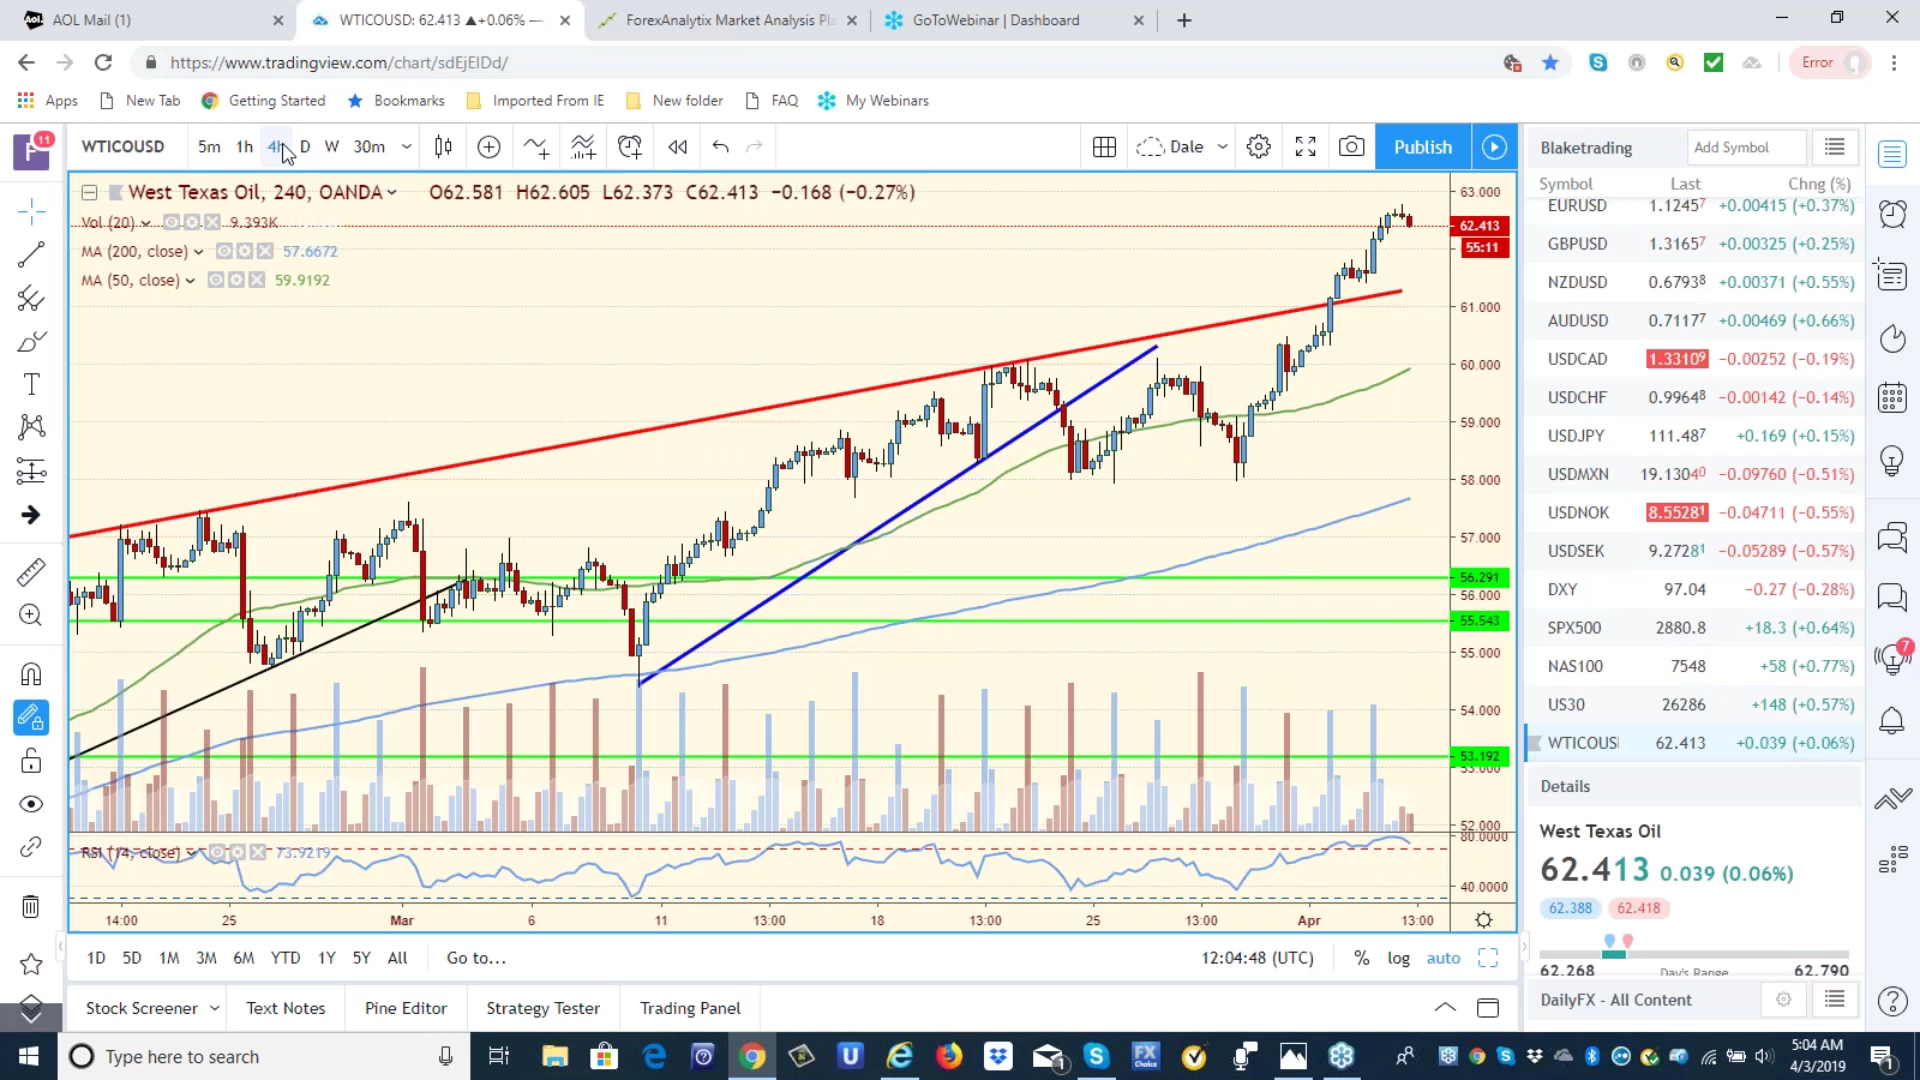 AOL Mail (1)
WTICOUSD: 62.413 ▲+0.06% —
ForexAnalytix Market Analysis Pla
GoToWebinar | Dashboard
https://www.tradingview.com/chart/sdEjEIDd/
Error
Apps
New Tab
Getting Started
Bookmarks
Imported From IE
New folder
FAQ
My Webinars
11
WTICOUSD
5m 1h 4h D W 30m
Dale
Publish
West Texas Oil, 240, OANDA O62.581 H62.605 L62.373 C62.413 −0.168 (−0.27%)
Vol (20) 9.393K
MA (200, close) 57.6672
MA (50, close) 59.9192
63.000
62.413
55:11
61.000
60.000
59.000
58.000
57.000
56.291
56.000
55.543
55.000
54.000
53.192
53.000
52.000
80.0000
RSI (14, close) 73.9219
40.0000
14:00 25 Mar 6 11 13:00 18 13:00 25 13:00 Apr 13:00
1D 5D 1M 3M 6M YTD 1Y 5Y All Go to...
12:04:48 (UTC) % log auto
Stock Screener Text Notes Pine Editor Strategy Tester Trading Panel
Blaketrading Add Symbol
Symbol Last Chng (%)
EURUSD 1.12457 +0.00415 (+0.37%)
GBPUSD 1.31657 +0.00325 (+0.25%)
NZDUSD 0.67938 +0.00371 (+0.55%)
AUDUSD 0.71177 +0.00469 (+0.66%)
USDCAD 1.33109 −0.00252 (−0.19%)
USDCHF 0.99648 −0.00142 (−0.14%)
USDJPY 111.487 +0.169 (+0.15%)
USDMXN 19.13040 −0.09760 (−0.51%)
USDNOK 8.55281 −0.04711 (−0.55%)
USDSEK 9.27281 −0.05289 (−0.57%)
DXY 97.04 −0.27 (−0.28%)
SPX500 2880.8 +18.3 (+0.64%)
NAS100 7548 +58 (+0.77%)
US30 26286 +148 (+0.57%)
WTICOUS 62.413 +0.039 (+0.06%)
Details
West Texas Oil
62.413 0.039 (0.06%)
62.388 62.418
62.268 Day's Range 62.790
DailyFX - All Content
7
Type here to search
FX
Choice
1
5:04 AM
4/3/2019
1